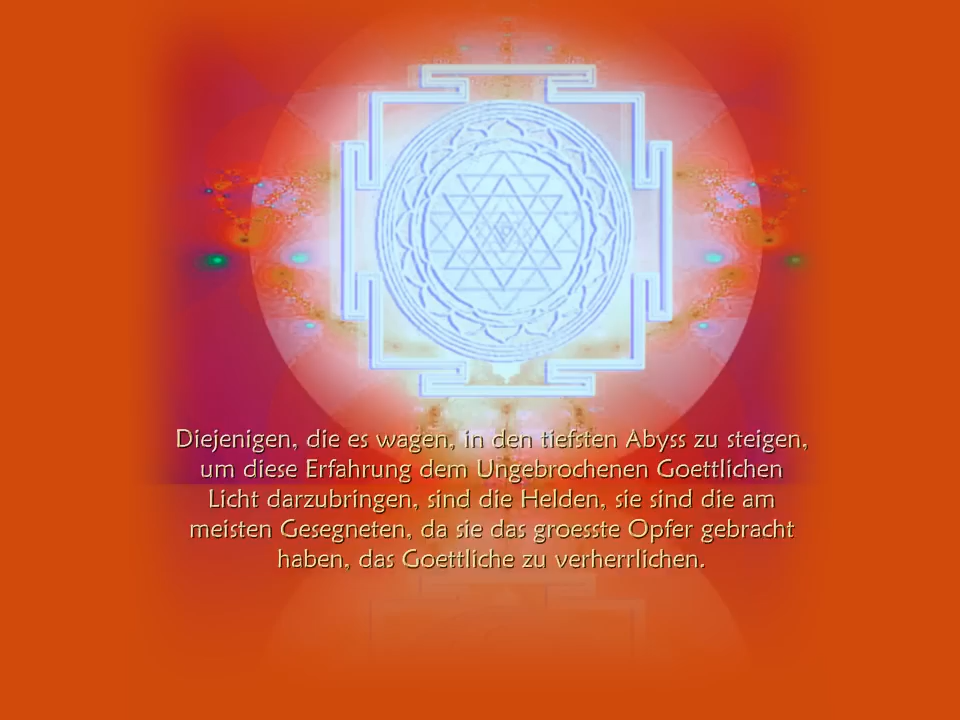 Diejenigen, die es wagen, in den tiefsten Abyss zu steigen,
um diese Erfahrung dem Ungebrochenen Goettlichen
Licht darzubringen, sind die Helden, sie sind die am
meisten Gesegneten, da sie das groesste Opfer gebracht
haben, das Goettliche zu verherrlichen.